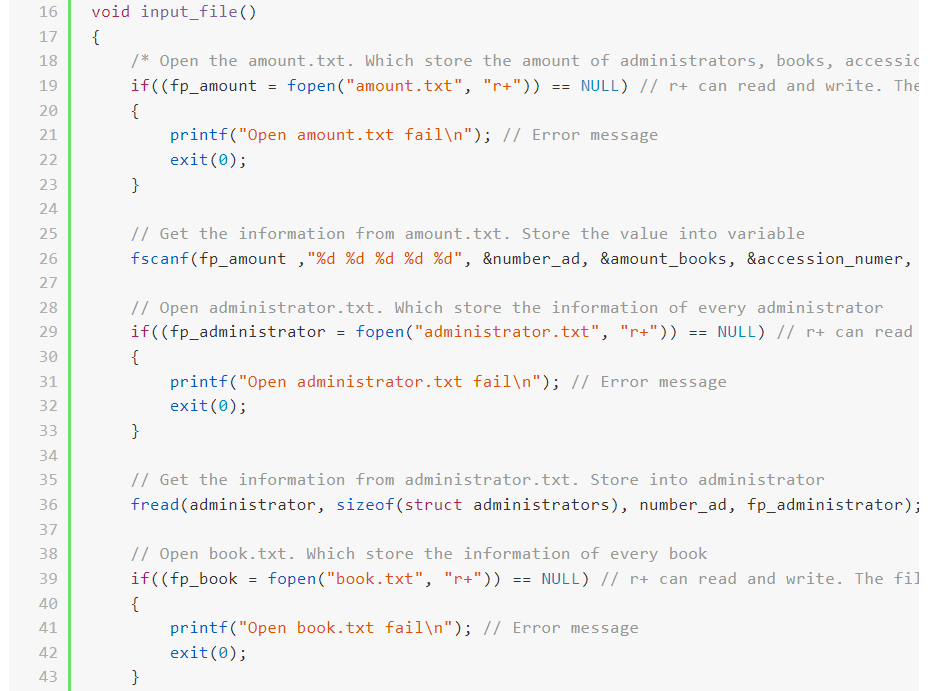 16 void input_file()
17 {
18 /* Open the amount.txt. Which store the amount of administrators, books,
19 if((fp_amount = fopen("amount.txt", "r+")) == NULL) // r+ can read and write. The
20 {
21 printf("Open amount.txt fail\n"); // Error message
22 exit(0);
23 }
24
25 // Get the information from amount.txt. Store the value into variable
26 fscanf(fp_amount ,"%d %d %d %d %d", &number_ad, &amount_books, &accession_numer,
27
28 // Open administrator.txt. Which store the information of every administrator
29 if((fp_administrator = fopen("administrator.txt", "r+")) == NULL) // r+ can read
30 {
31 printf("Open administrator.txt fail\n"); // Error message
32 exit(0);
33 }
34
35 // Get the information from administrator.txt. Store into administrator
36 fread(administrator, sizeof(struct administrators), number_ad, fp_administrator);
37
38 // Open book.txt. Which store the information of every book
39 if((fp_book = fopen("book.txt", "r+")) == NULL) // r+ can read and write. The
40 {
41 printf("Open book.txt fail\n"); // Error message
42 exit(0);
43 }